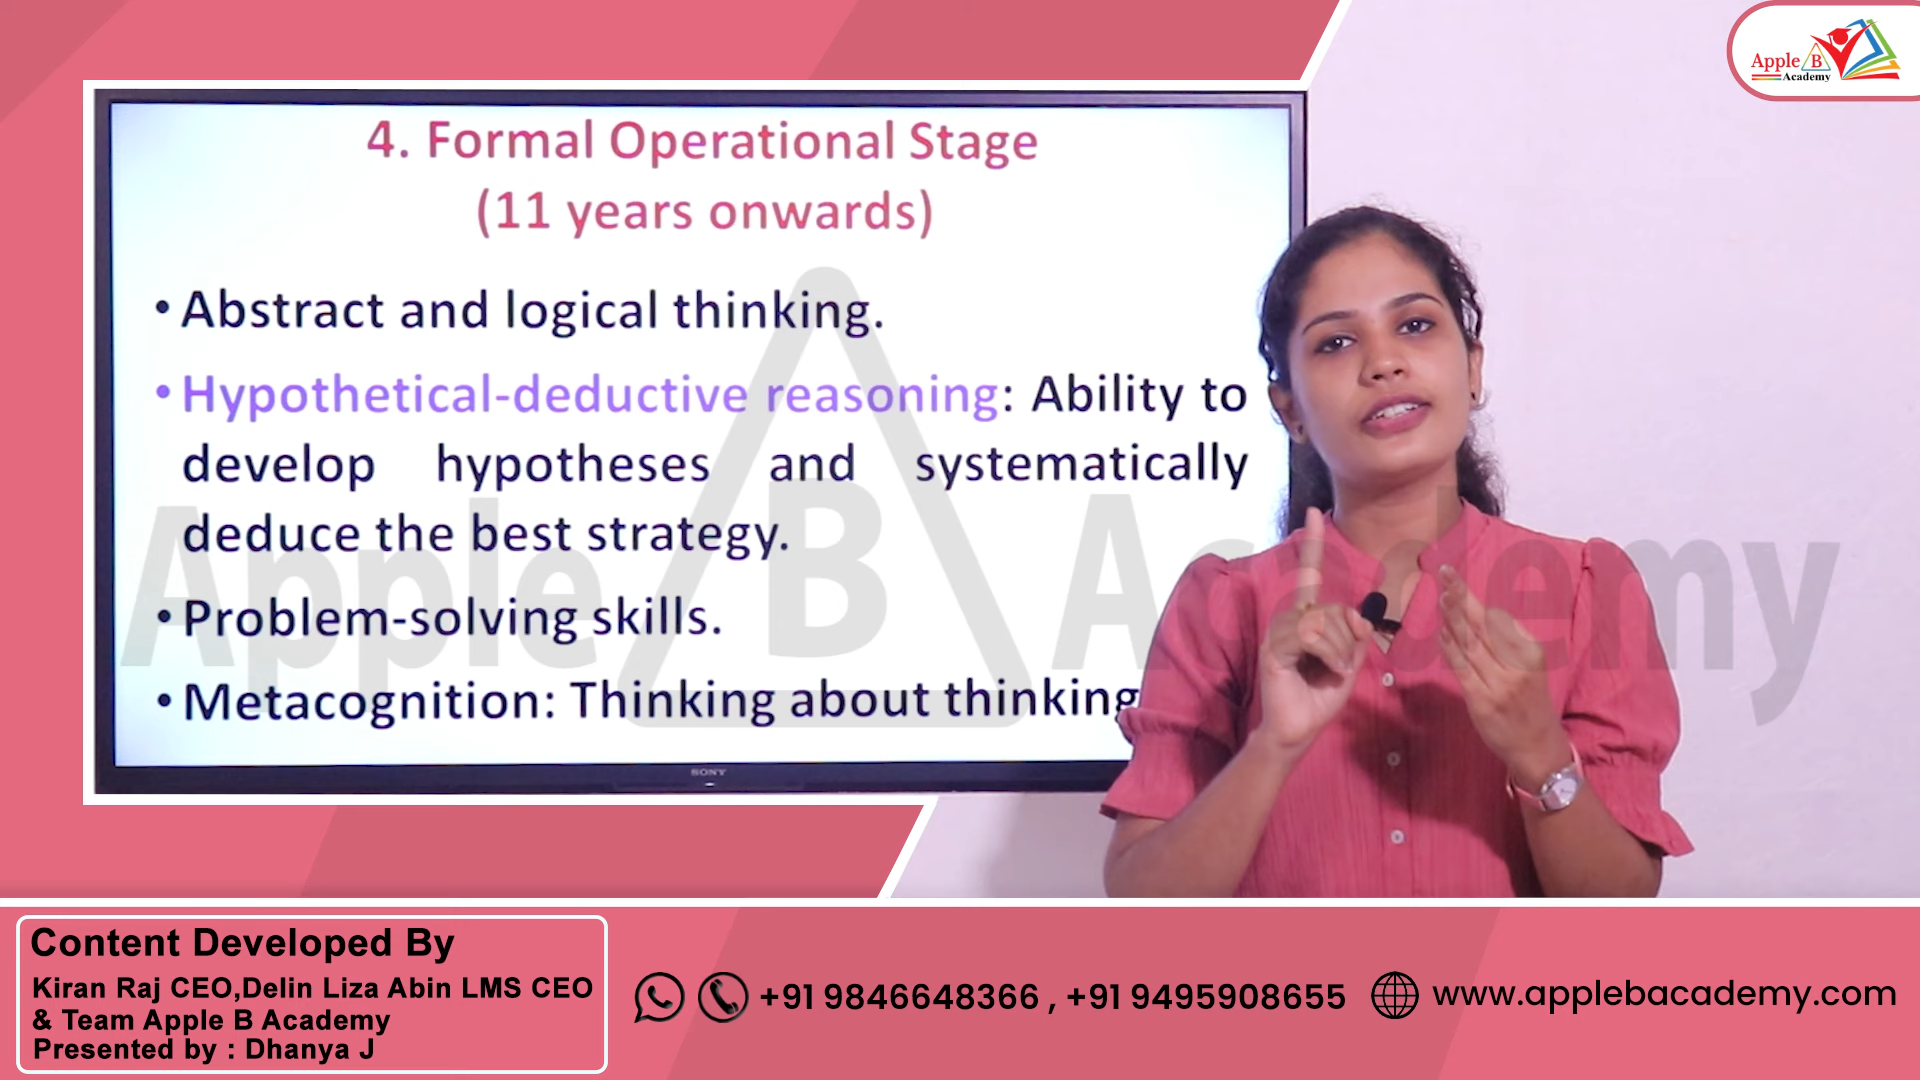 Apple B
Academy
4. Formal Operational Stage
(11 years onwards)
• Abstract and logical thinking.
• Hypothetical-deductive reasoning: Ability to
develop hypotheses and systematically
deduce the best strategy.
• Problem-solving skills.
• Metacognition: Thinking about thinking
Apple B Academy
SONY
Content Developed By
Kiran Raj CEO,Delin Liza Abin LMS CEO
& Team Apple B Academy
Presented by : Dhanya J
+91 9846648366 , +91 9495908655
www.applebacademy.com